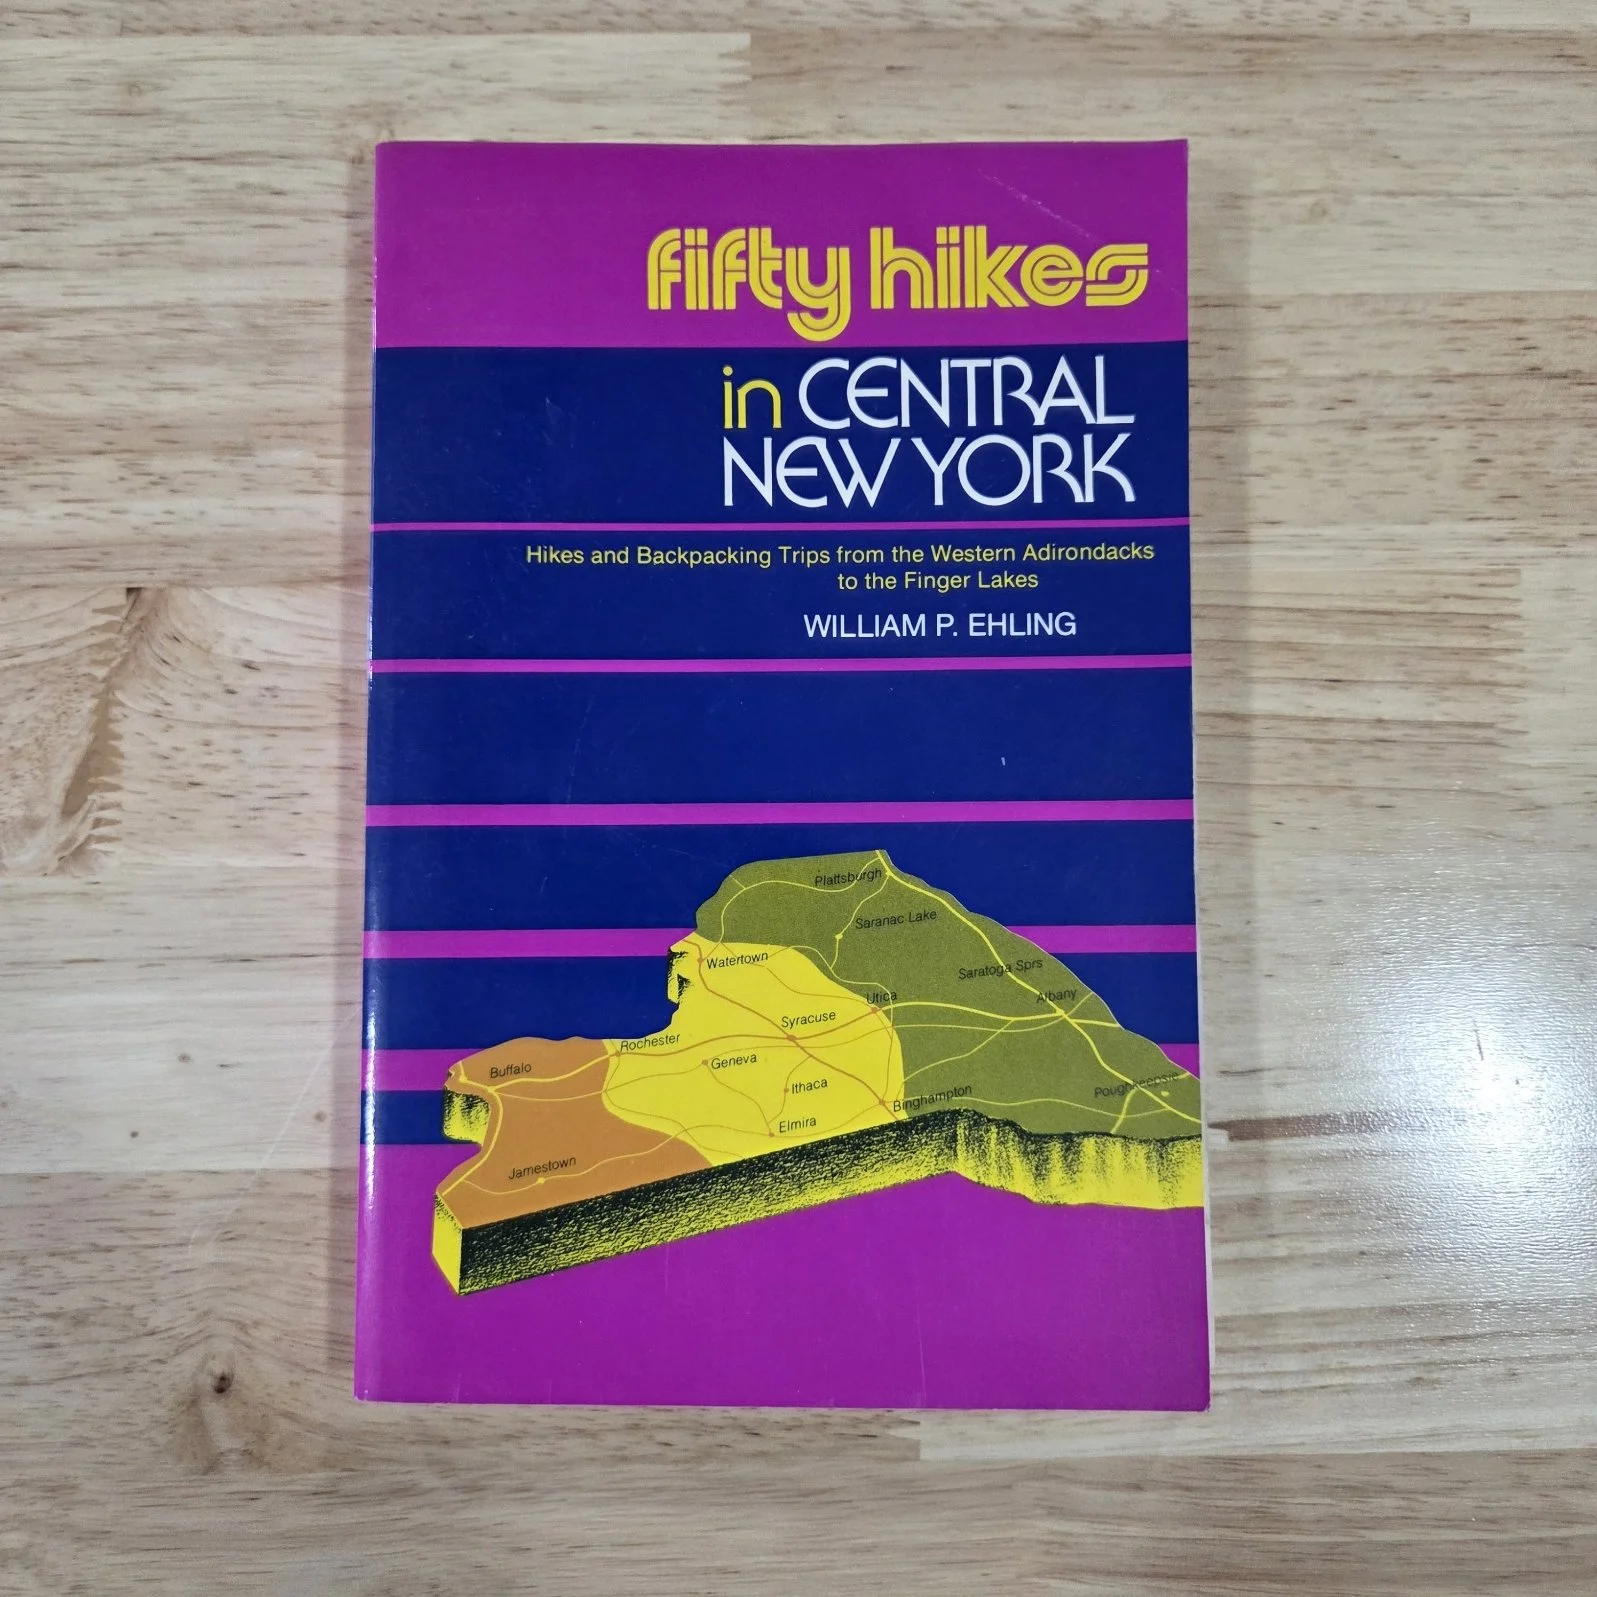 fifty hikes
in CENTRAL
NEW YORK
Hikes and Backpacking Trips from the Western Adirondacks
to the Finger Lakes
WILLIAM P. EHLING
Plattsburgh
Saranac Lake
Watertown
Saratoga Sprs
Utica
Albany
Syracuse
Rochester
Geneva
Buffalo
Ithaca
Binghampton
Poughkeepsie
Elmira
Jamestown